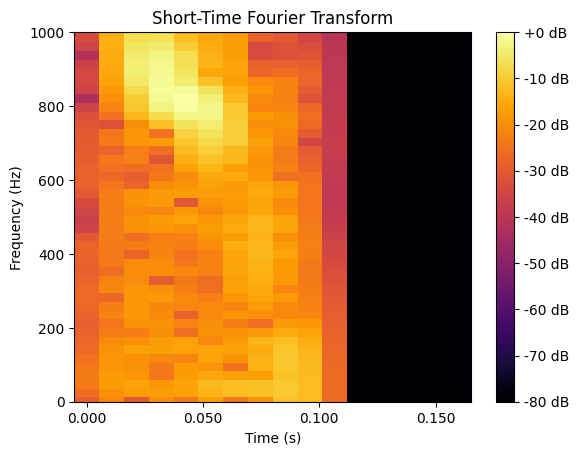 Short-Time Fourier Transform
Frequency (Hz)
1000
800
600
400
200
0
0.000
0.050
0.100
0.150
Time (s)
+0 dB
-10 dB
-20 dB
-30 dB
-40 dB
-50 dB
-60 dB
-70 dB
-80 dB